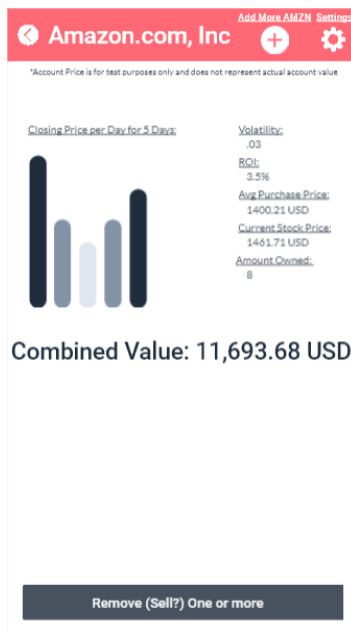 Add More AMZN Settings
Amazon.com, Inc
*Account Price is for test purposes only and does not represent actual account value
Closing Price per Day for 5 Days:
Volatility:
.03
ROI:
3.5%
Avg Purchase Price:
1400.21 USD
Current Stock Price:
1461.71 USD
Amount Owned:
8
Combined Value: 11,693.68 USD
Remove (Sell?) One or more